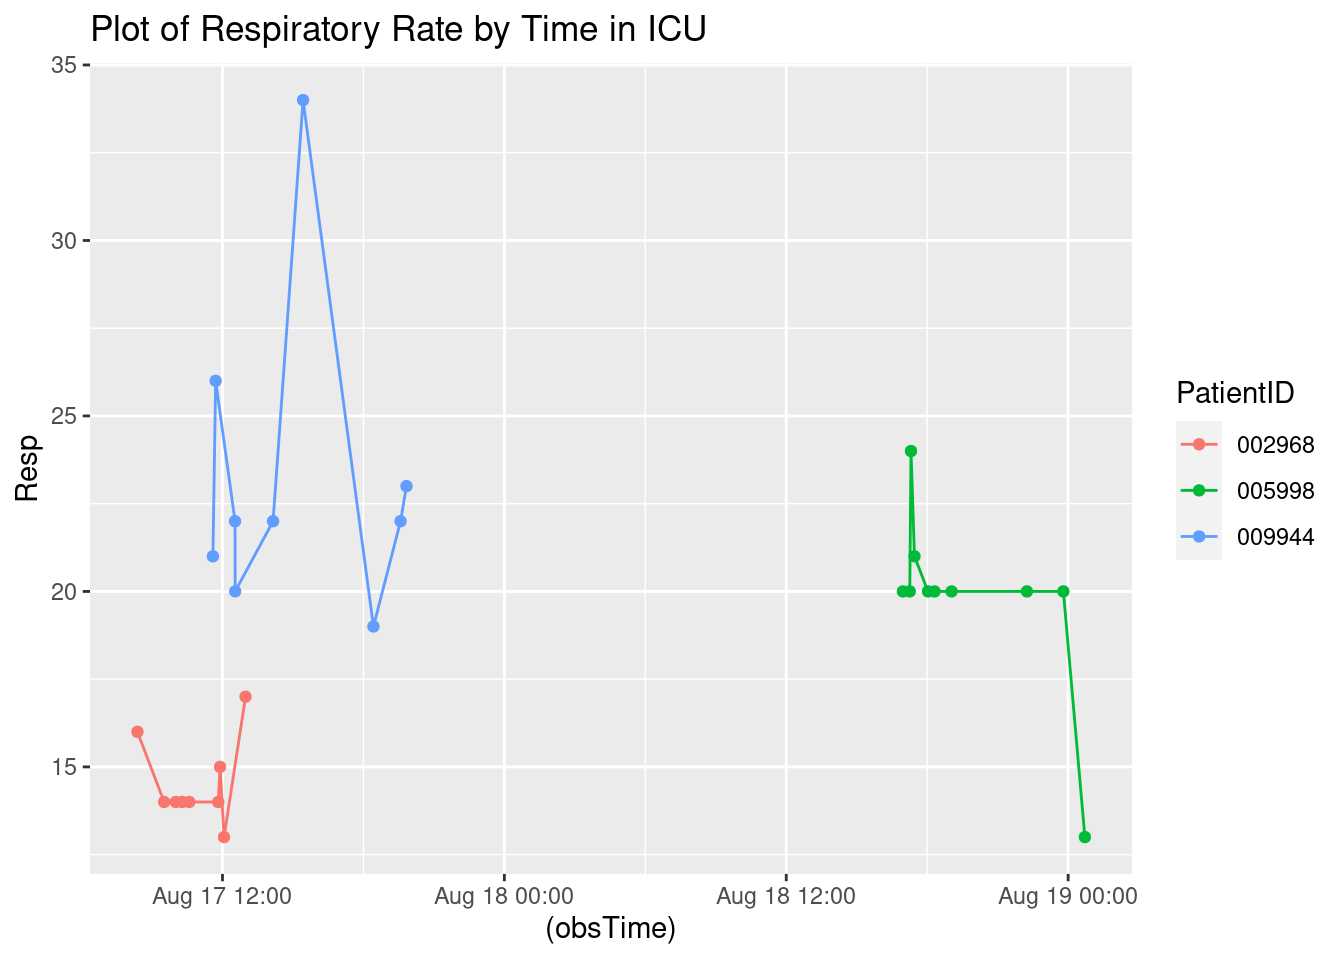 Plot of Respiratory Rate by Time in ICU
35
30
25
20
15
Resp
Aug 17 12:00
Aug 18 00:00
Aug 18 12:00
Aug 19 00:00
(obsTime)
PatientID
002968
005998
009944